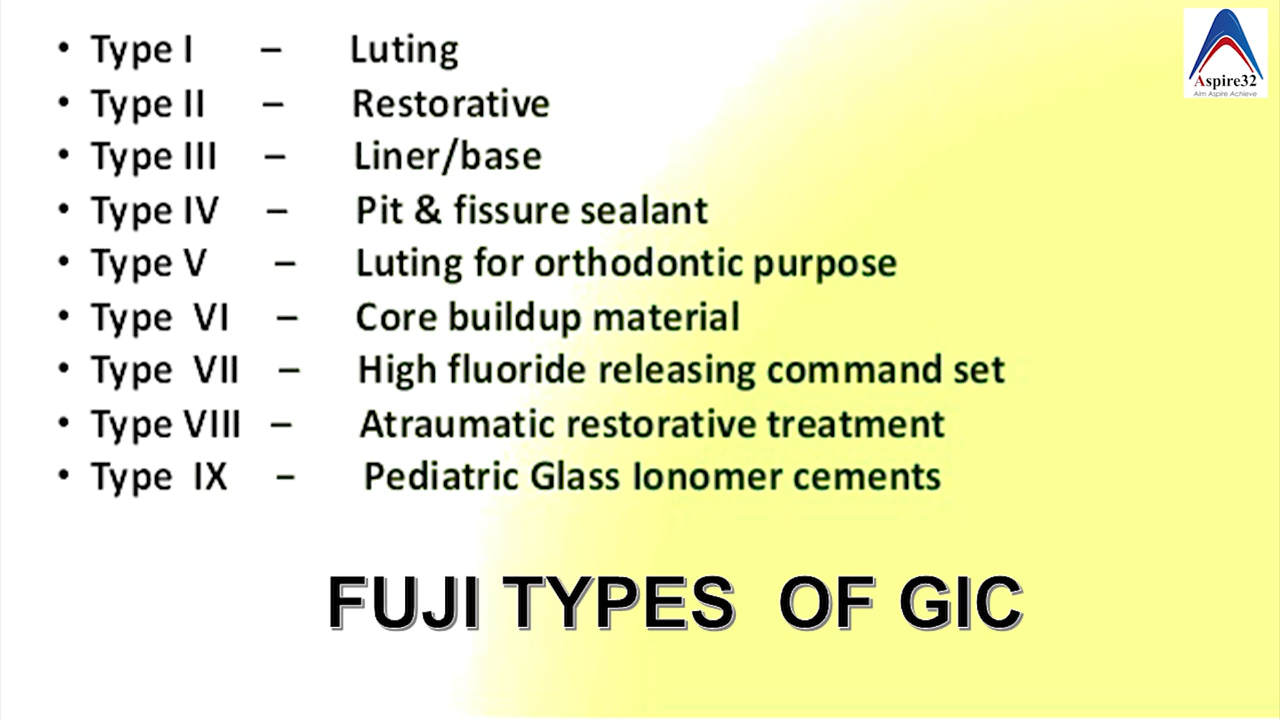 • Type I – Luting
• Type II – Restorative
• Type III – Liner/base
• Type IV – Pit & fissure sealant
• Type V – Luting for orthodontic purpose
• Type VI – Core buildup material
• Type VII – High fluoride releasing command set
• Type VIII – Atraumatic restorative treatment
• Type IX – Pediatric Glass Ionomer cements
FUJI TYPES OF GIC
Aspire32
Aim Aspire Achieve